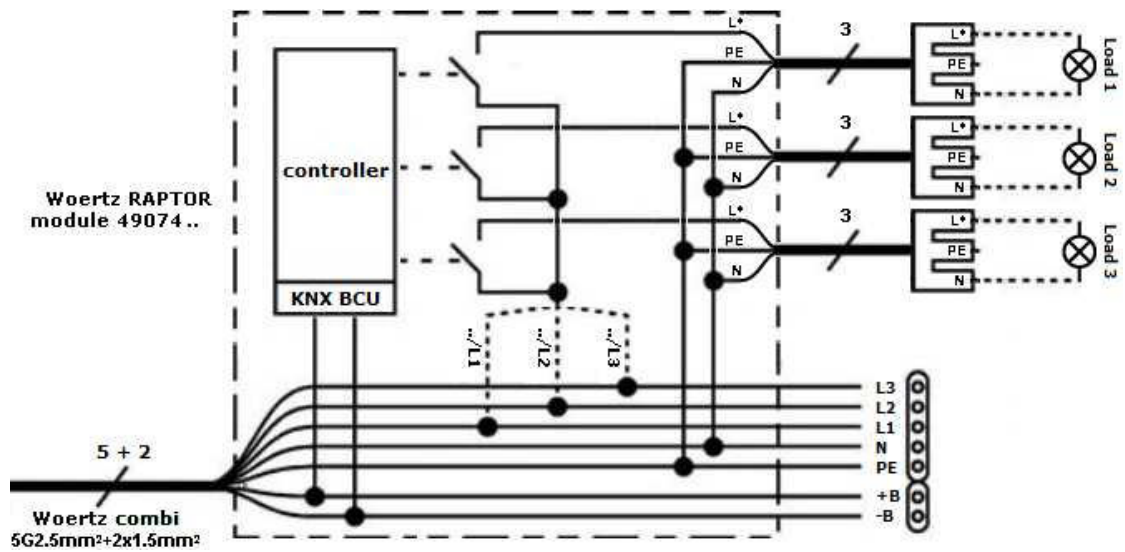 L*
PE
N
3
L*
PE
N
Load 1
controller
L*
PE
N
3
L*
PE
N
Load 2
Woertz RAPTOR
module 49074..
L*
PE
N
3
L*
PE
N
Load 3
KNX BCU
../L1
../L2
../L3
L3
L2
L1
N
PE
+B
-B
5 + 2
Woertz combi
5G2.5mm²+2x1.5mm²